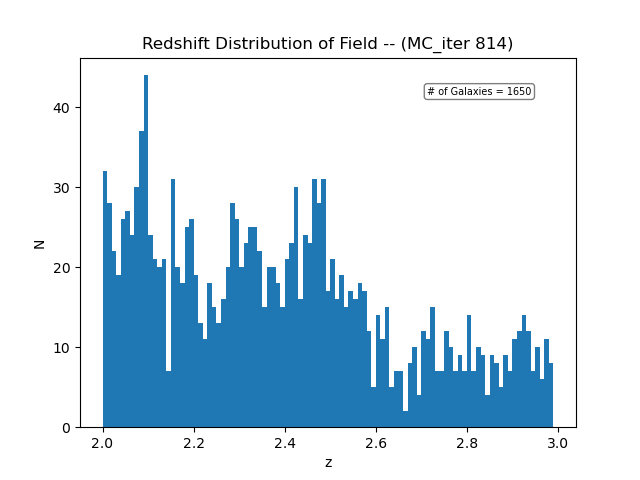 Redshift Distribution of Field -- (MC_iter 814)
# of Galaxies = 1650
40
30
20
10
0
N
2.0 2.2 2.4 2.6 2.8 3.0
z